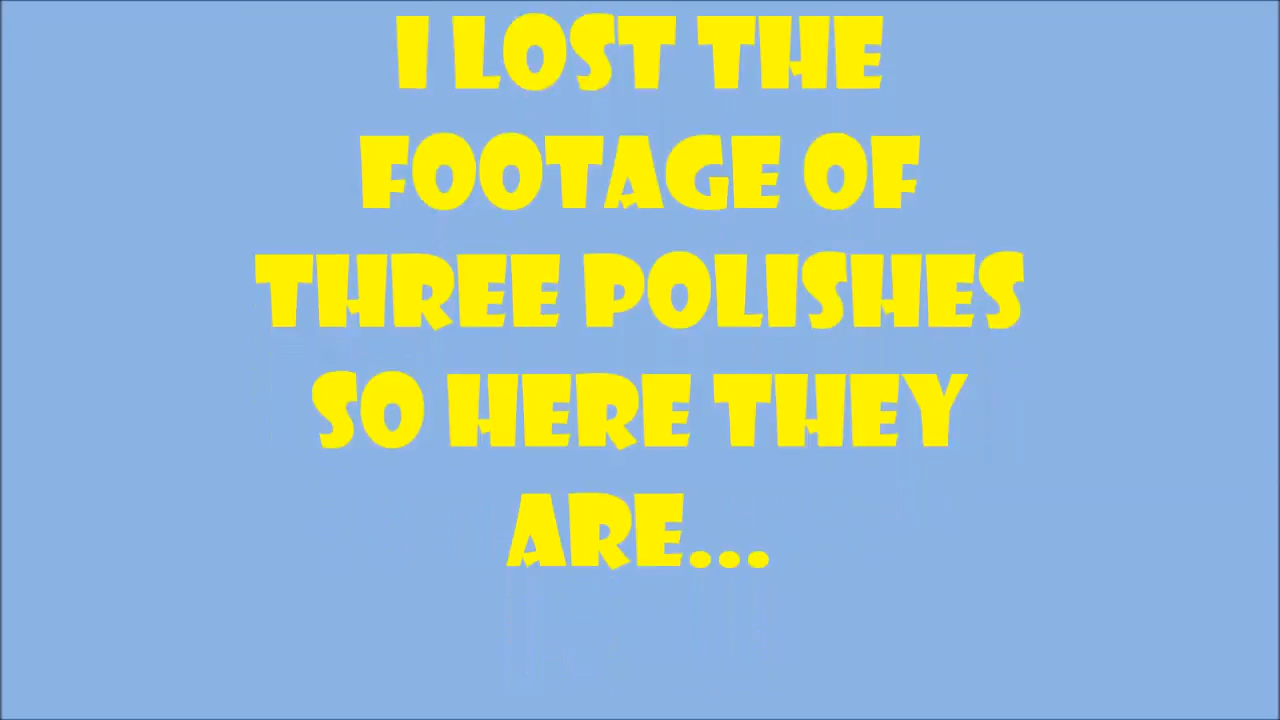 I LOST THE
FOOTAGE OF
THREE POLISHES
SO HERE THEY
ARE...